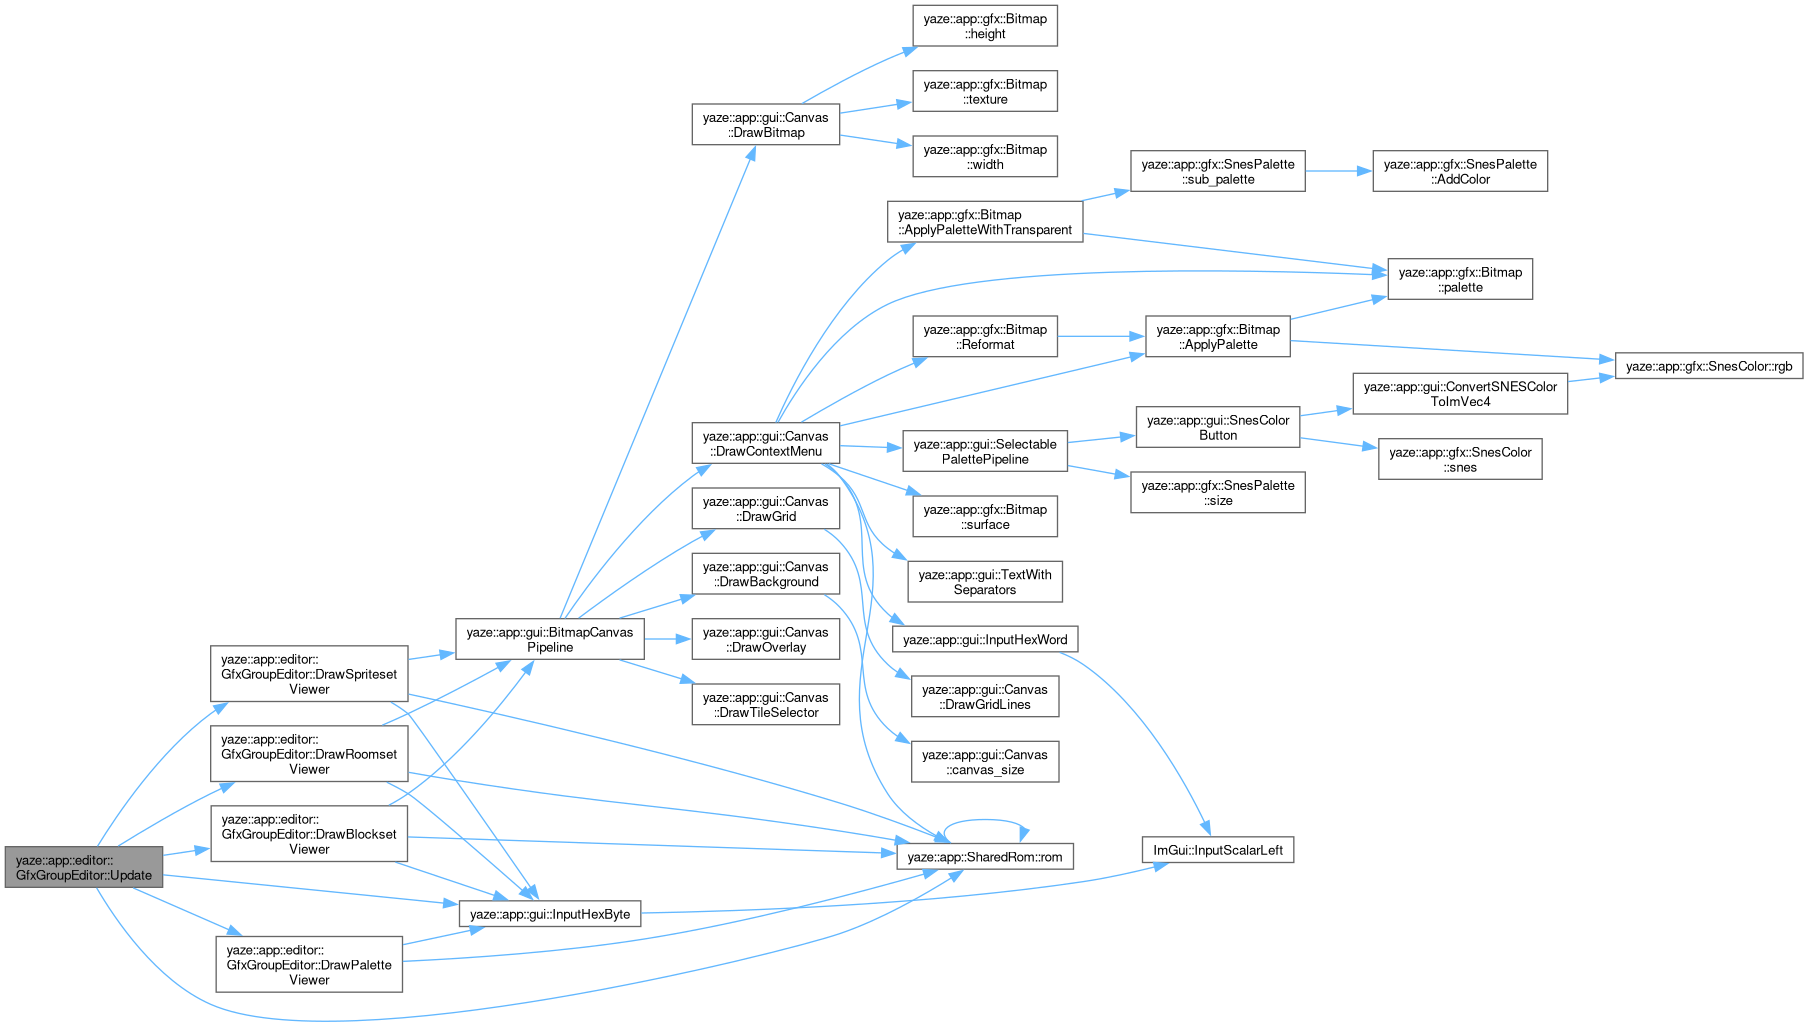 yaze::app::editor::
GfxGroupEditor::Update
yaze::app::editor::
GfxGroupEditor::DrawSpriteset
Viewer
yaze::app::editor::
GfxGroupEditor::DrawRoomset
Viewer
yaze::app::editor::
GfxGroupEditor::DrawBlockset
Viewer
yaze::app::editor::
GfxGroupEditor::DrawPalette
Viewer
yaze::app::gui::BitmapCanvas
Pipeline
yaze::app::gui::InputHexByte
yaze::app::gui::Canvas
::DrawBitmap
yaze::app::gui::Canvas
::DrawContextMenu
yaze::app::gui::Canvas
::DrawGrid
yaze::app::gui::Canvas
::DrawBackground
yaze::app::gui::Canvas
::DrawOverlay
yaze::app::gui::Canvas
::DrawTileSelector
yaze::app::gfx::Bitmap
::height
yaze::app::gfx::Bitmap
::texture
yaze::app::gfx::Bitmap
::width
yaze::app::gfx::Bitmap
::ApplyPaletteWithTransparent
yaze::app::gfx::Bitmap
::Reformat
yaze::app::gui::Selectable
PalettePipeline
yaze::app::gfx::Bitmap
::surface
yaze::app::gui::TextWith
Separators
yaze::app::gui::InputHexWord
yaze::app::gui::Canvas
::DrawGridLines
yaze::app::gui::Canvas
::canvas_size
yaze::app::SharedRom::rom
yaze::app::gfx::SnesPalette
::sub_palette
yaze::app::gfx::Bitmap
::ApplyPalette
yaze::app::gui::SnesColor
Button
yaze::app::gfx::SnesPalette
::size
ImGui::InputScalarLeft
yaze::app::gfx::SnesPalette
::AddColor
yaze::app::gfx::Bitmap
::palette
yaze::app::gui::ConvertSNESColor
ToImVec4
yaze::app::gfx::SnesColor
::snes
yaze::app::gfx::SnesColor::rgb